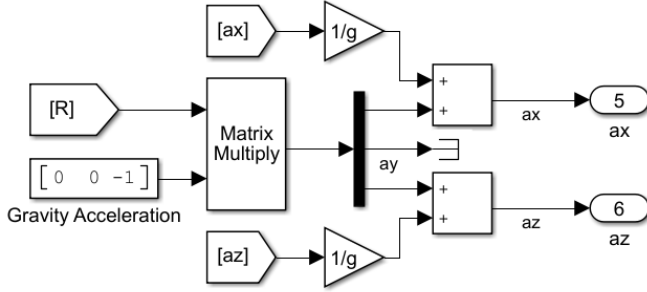 [ax]
1/g
+
+
ax
5
ax
[R]
Matrix
Multiply
ay
[ 0 0 -1 ]
Gravity Acceleration
+
+
az
6
az
[az]
1/g